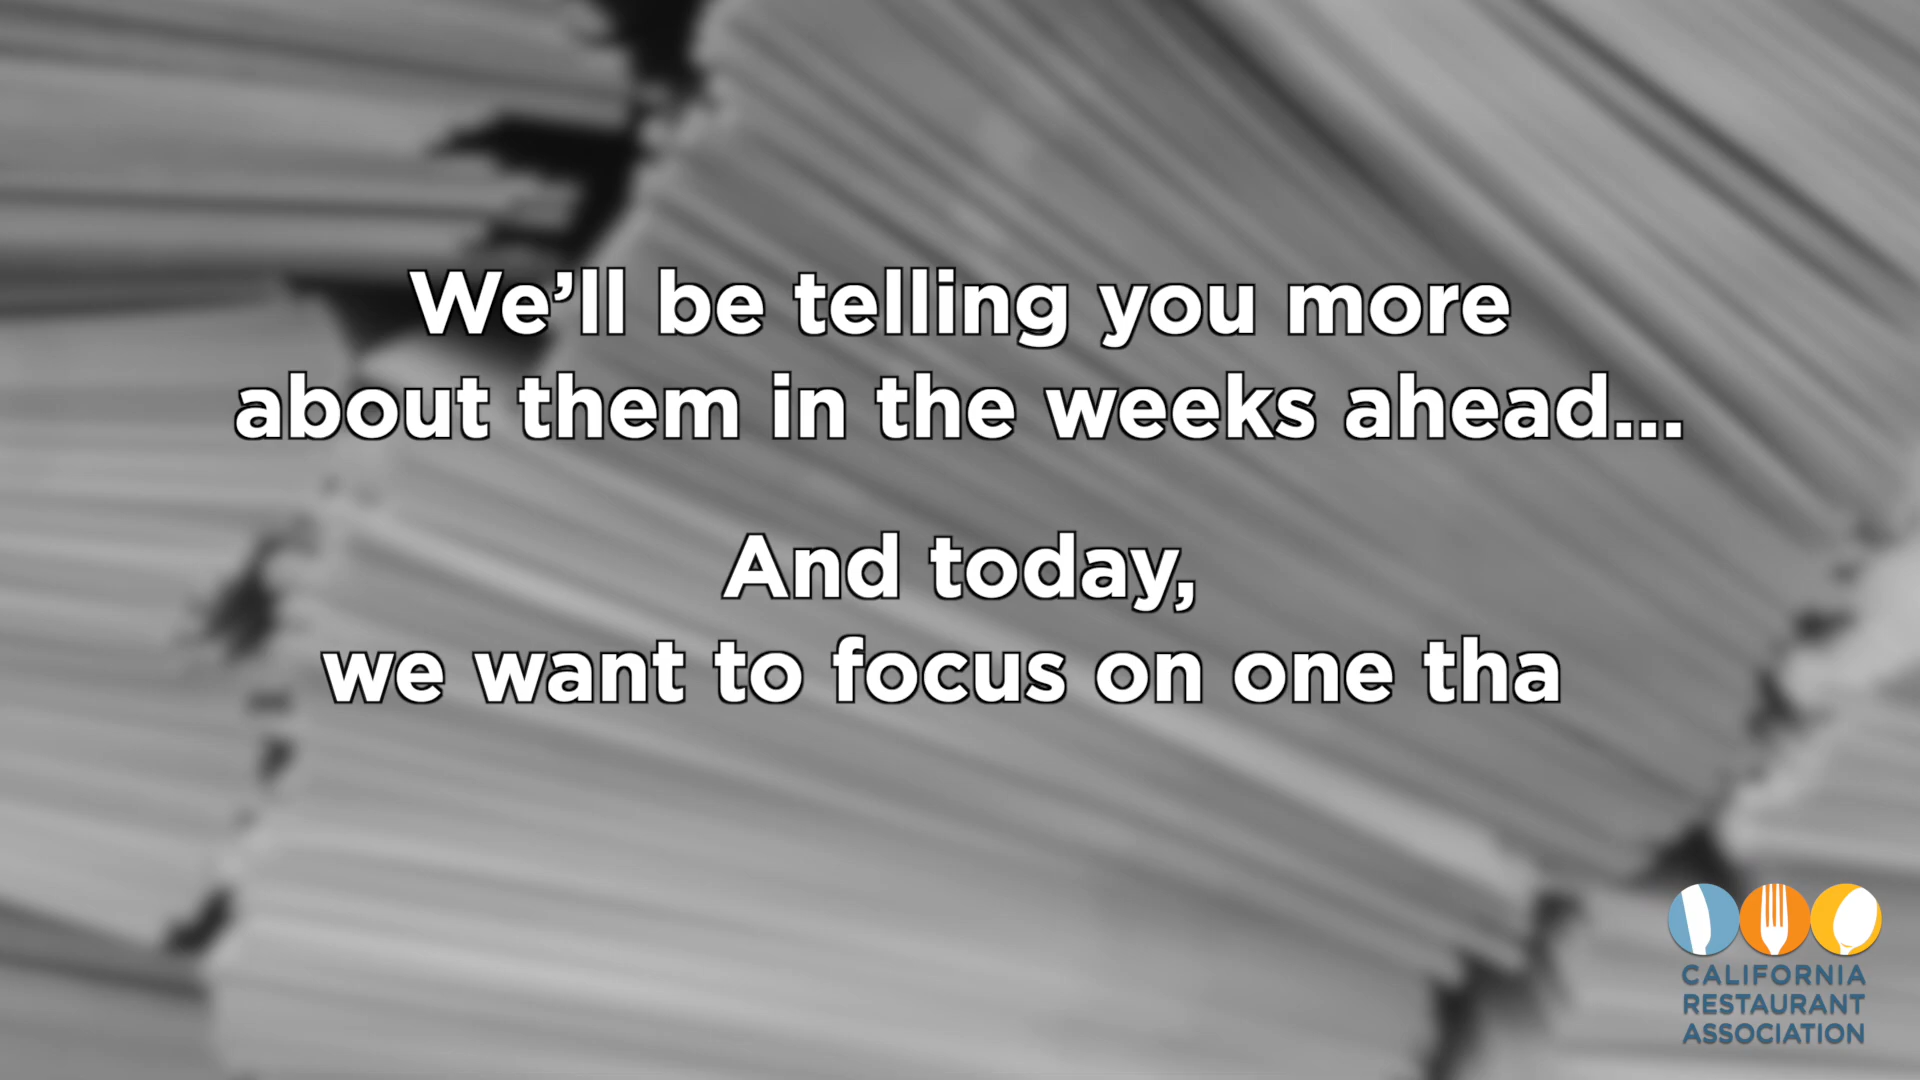 We’ll be telling you more
about them in the weeks ahead...
And today,
we want to focus on one tha
CALIFORNIA
RESTAURANT
ASSOCIATION